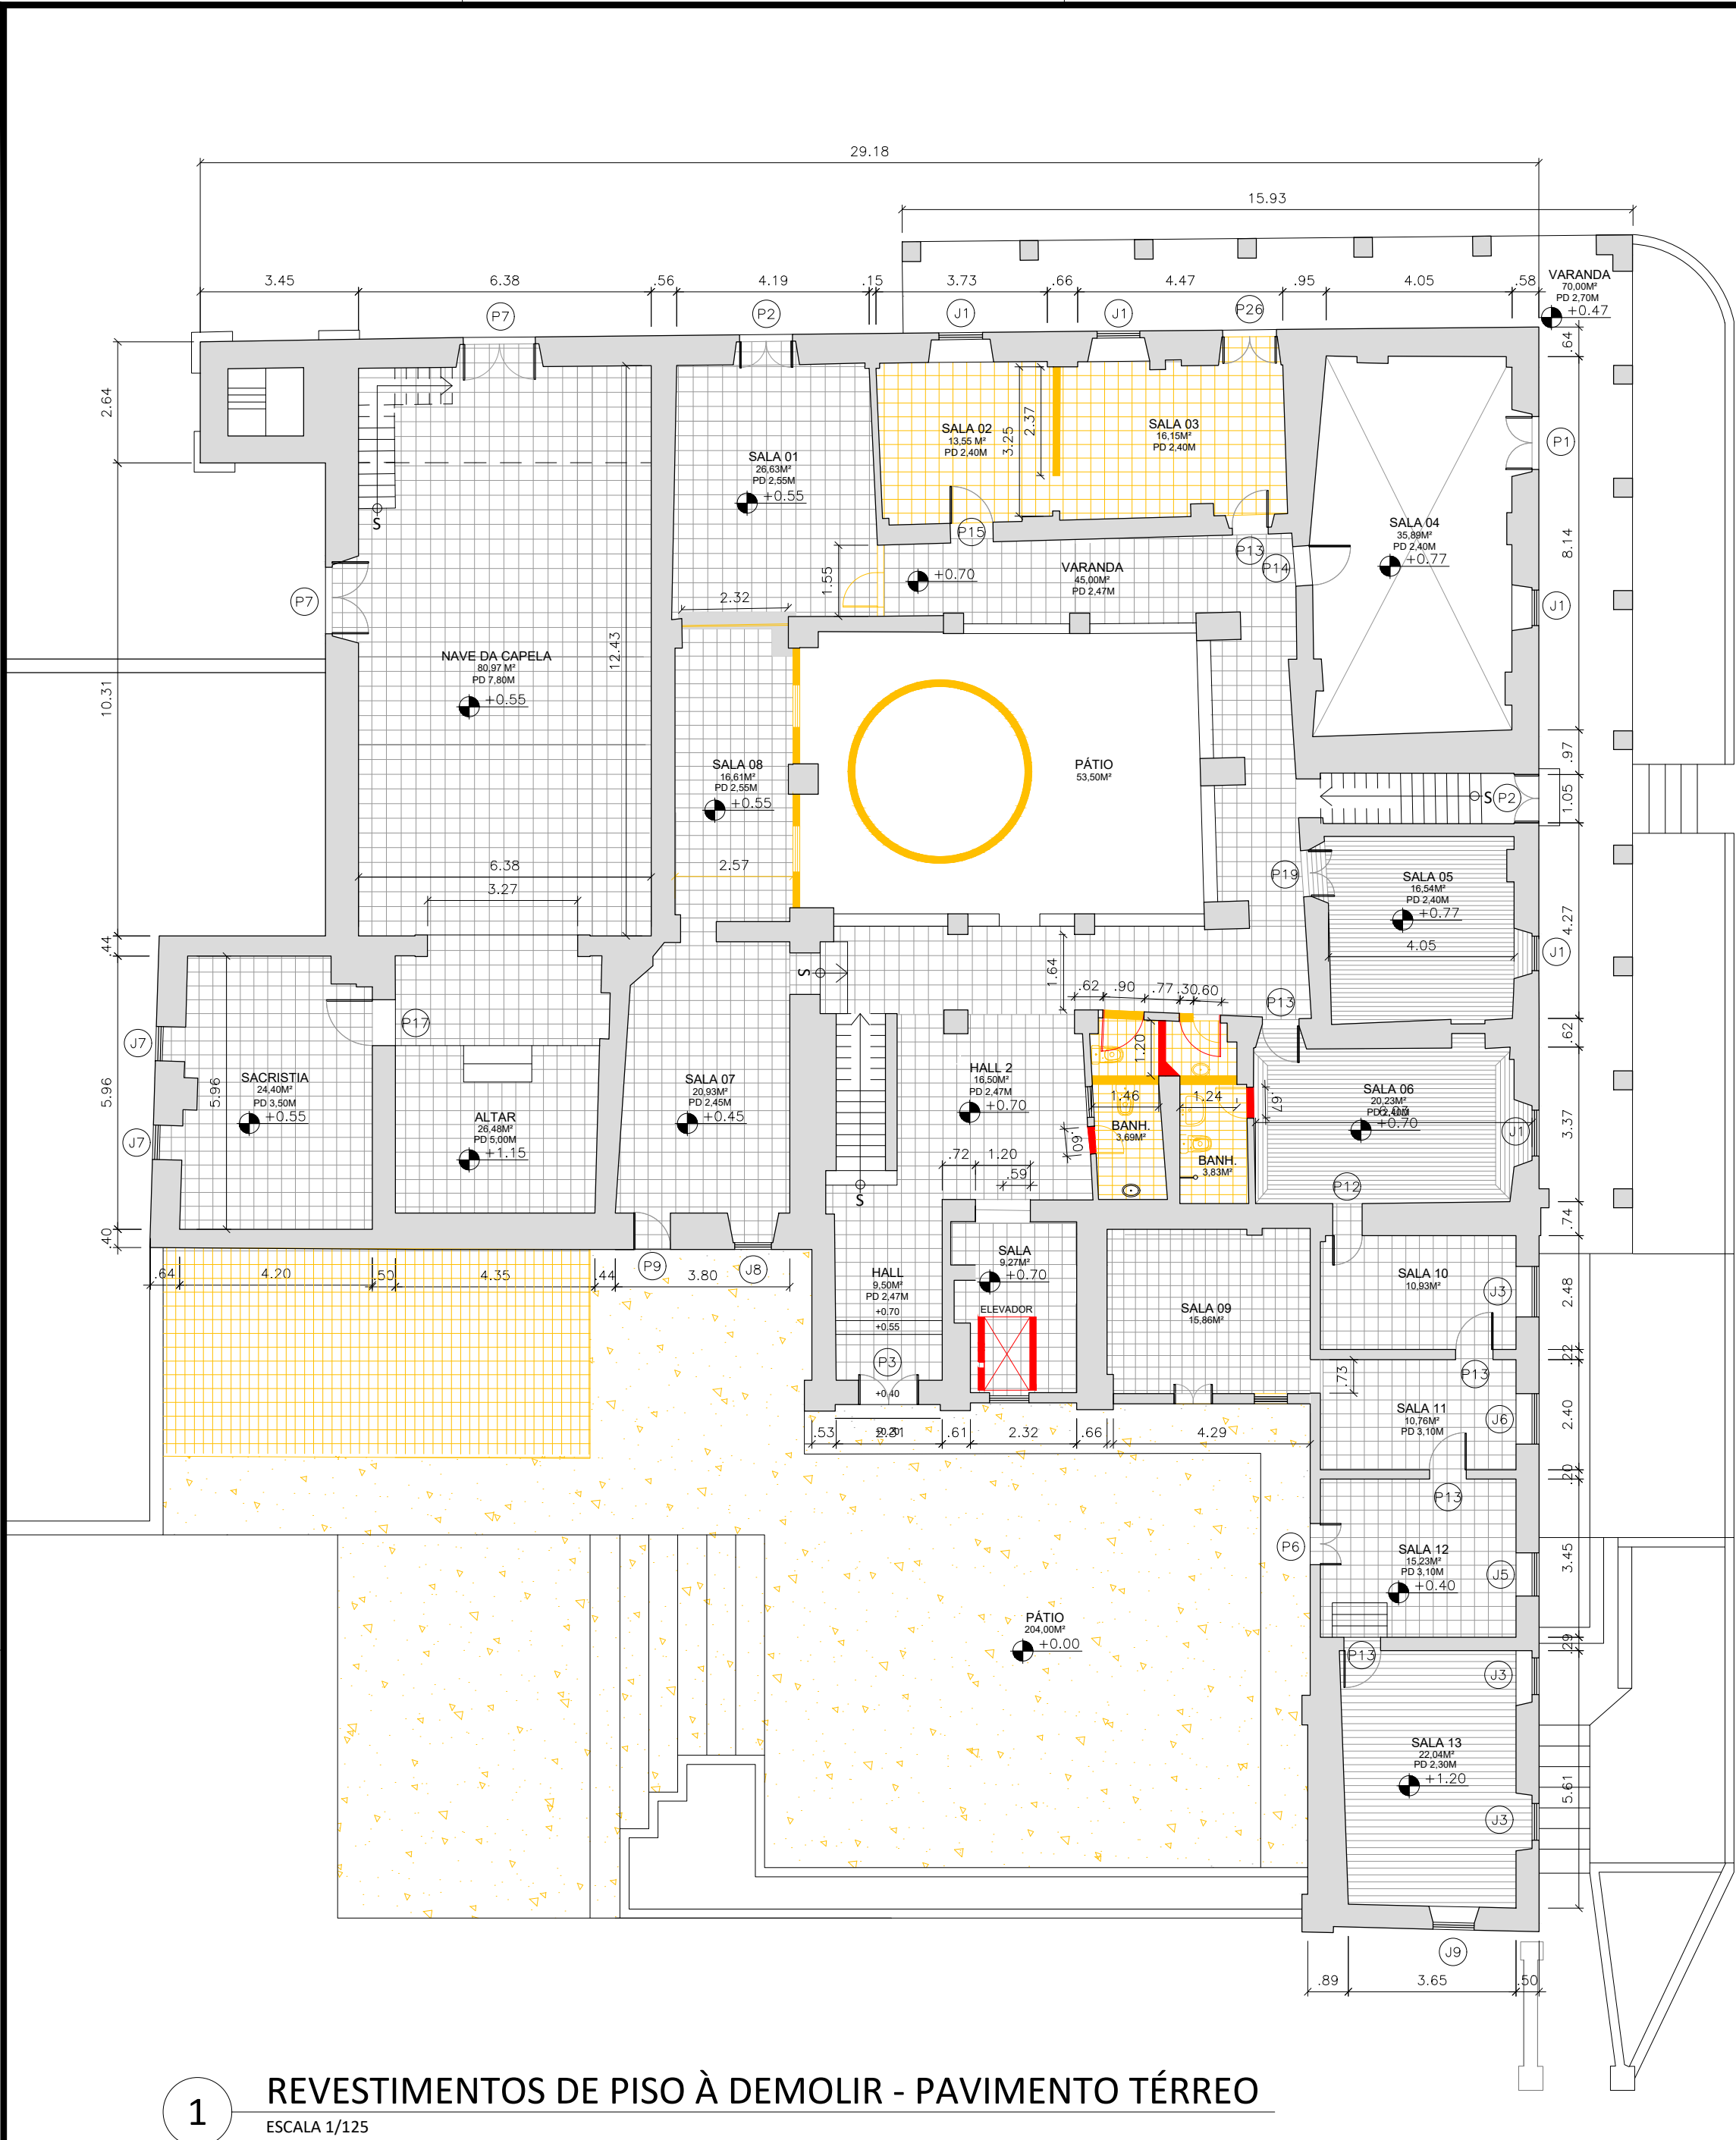 29.18
15.93
3.45
6.38
.56
4.19
.15
3.73
.66
4.47
.95
4.05
.58
VARANDA
70,00M²
PD 2,70M
+0.47
P7
P2
J1
J1
P26
.64
2.64
SALA 01
26,63M²
PD 2,55M
+0.55
SALA 02
13,55 M²
PD 2,40M
3.25
2.37
SALA 03
16,15M²
PD 2,40M
P1
S
SALA 04
35,89M²
PD 2,40M
+0.77
8.14
P15
P13
P14
P7
1.55
+0.70
VARANDA
45,00M²
PD 2,47M
J1
2.32
NAVE DA CAPELA
80,97 M²
PD 7,80M
+0.55
12.43
10.31
SALA 08
16,61M²
PD 2,55M
+0.55
PÁTIO
53,50M²
.97
S
P2
1.05
6.38
3.27
2.57
P19
SALA 05
16,54M²
PD 2,40M
+0.77
4.05
4.27
J1
.44
S
1.64
.62
.90
.77
.30
.60
P13
.62
P17
J7
1.20
SACRISTIA
24,40M²
PD 3,50M
+0.55
5.96
5.96
ALTAR
26,48M²
PD 5,00M
+1.15
SALA 07
20,93M²
PD 2,45M
+0.45
HALL 2
16,50M²
PD 2,47M
+0.70
1.46
1.24
.67
SALA 06
20,23M²
PD 2,40M
+0.70
3.37
J7
J1
BANH.
3,69M²
.60
BANH.
3,83M²
.72
1.20
.59
S
P12
.74
.40
.64
4.20
.50
4.35
.44
3.80
P9
J8
HALL
9,50M²
PD 2,47M
+0.70
+0.55
SALA
9,27M²
+0.70
ELEVADOR
SALA 09
15,86M²
SALA 10
10,93M²
J3
2.48
P3
+0.40
.22
P13
.73
SALA 11
10,76M²
PD 3,10M
J6
2.40
.53
.61
2.32
.66
4.29
.20
P13
P6
SALA 12
15,23M²
PD 3,10M
+0.40
J5
3.45
PÁTIO
204,00M²
+0.00
.29
P13
J3
SALA 13
22,04M²
PD 2,30M
+1.20
5.61
J3
J9
.89
3.65
.50
1
REVESTIMENTOS DE PISO À DEMOLIR - PAVIMENTO TÉRREO
ESCALA 1/125